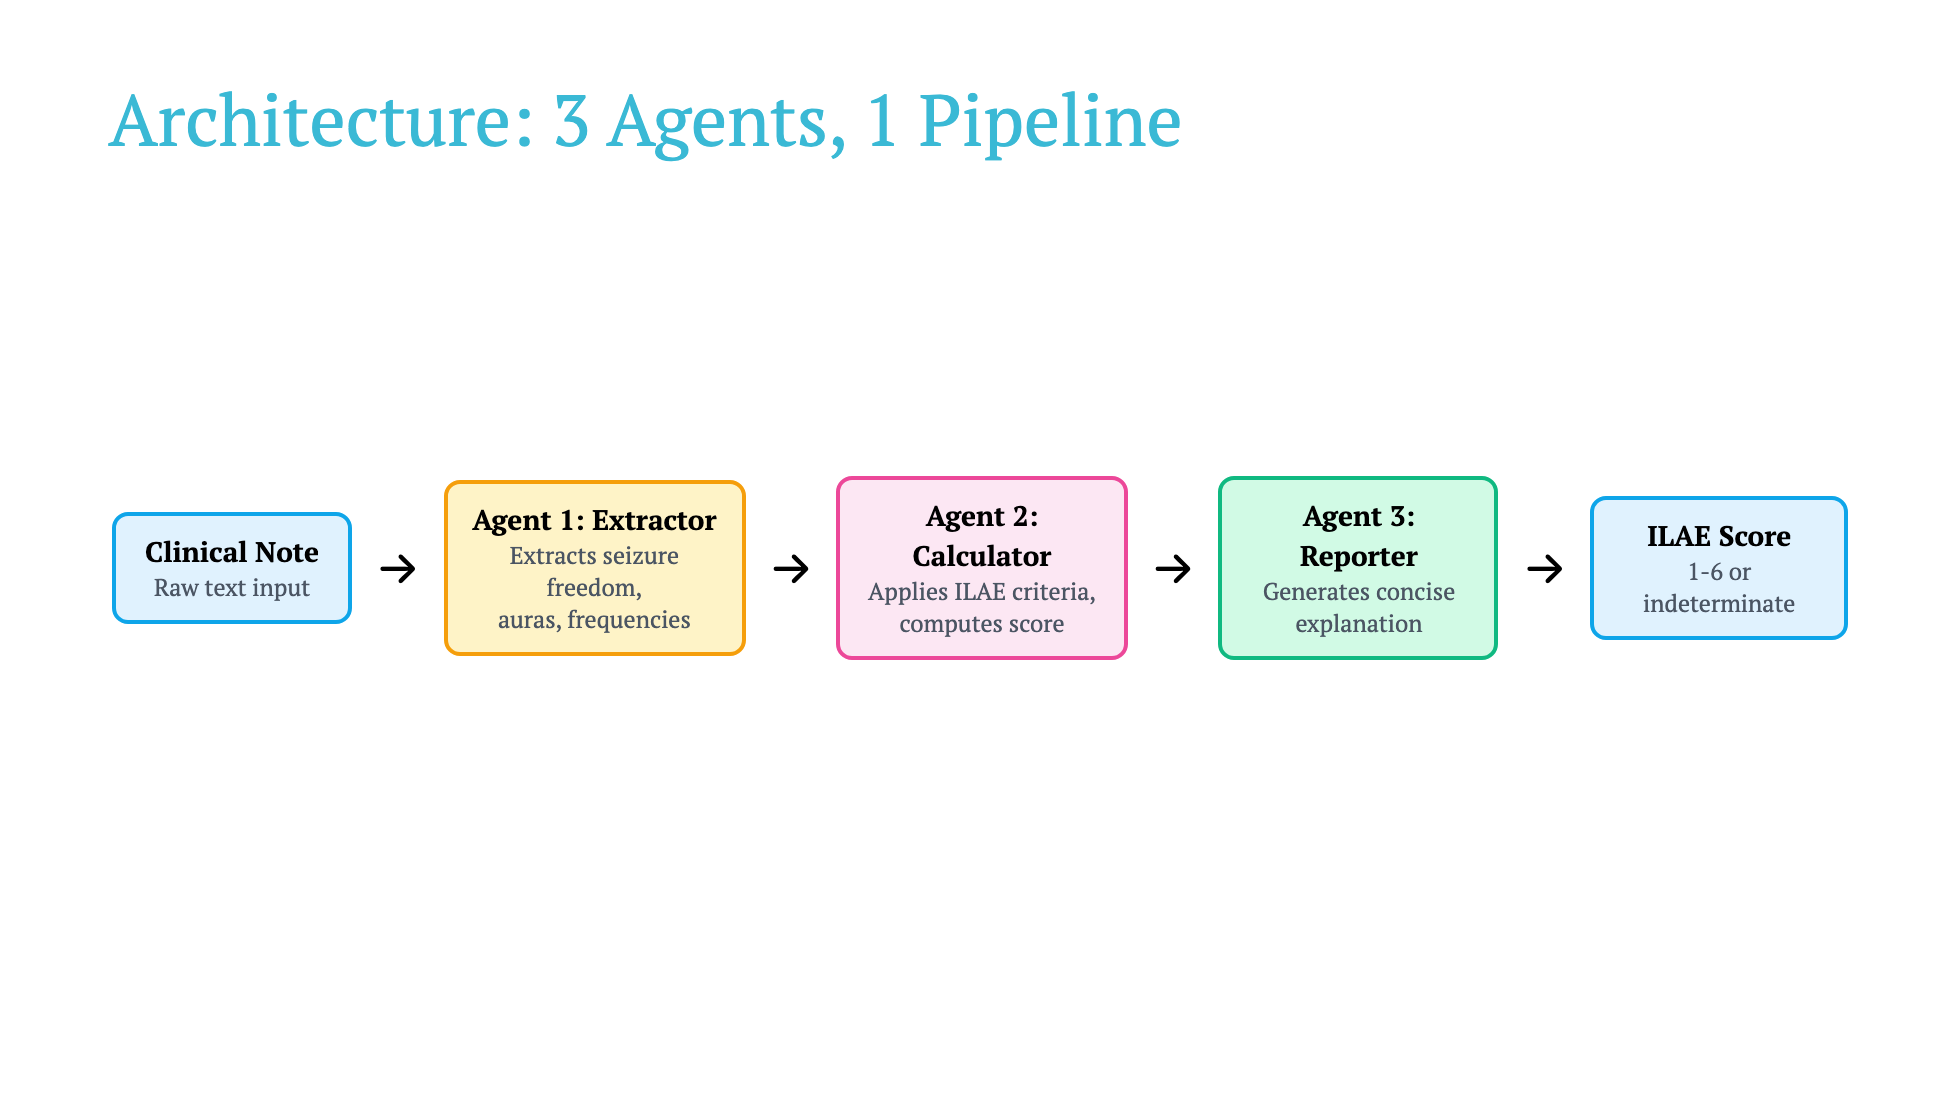 Architecture: 3 Agents, 1 Pipeline
Clinical Note
Raw text input
Agent 1: Extractor
Extracts seizure
freedom,
auras, frequencies
Agent 2:
Calculator
Applies ILAE criteria,
computes score
Agent 3:
Reporter
Generates concise
explanation
ILAE Score
1-6 or
indeterminate